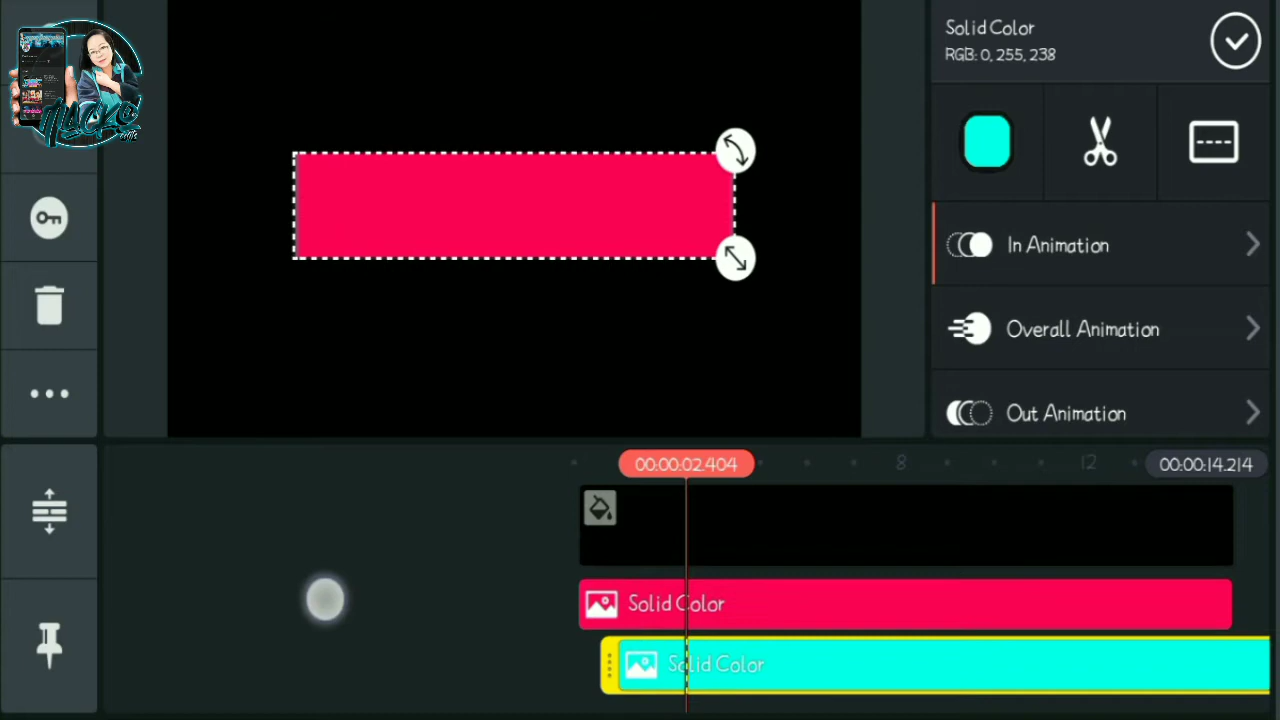 Solid Color
RGB: 0, 255, 238
In Animation
Overall Animation
Out Animation
00:00:02.404
8
12
00:00:14.214
Solid Color
Solid Color